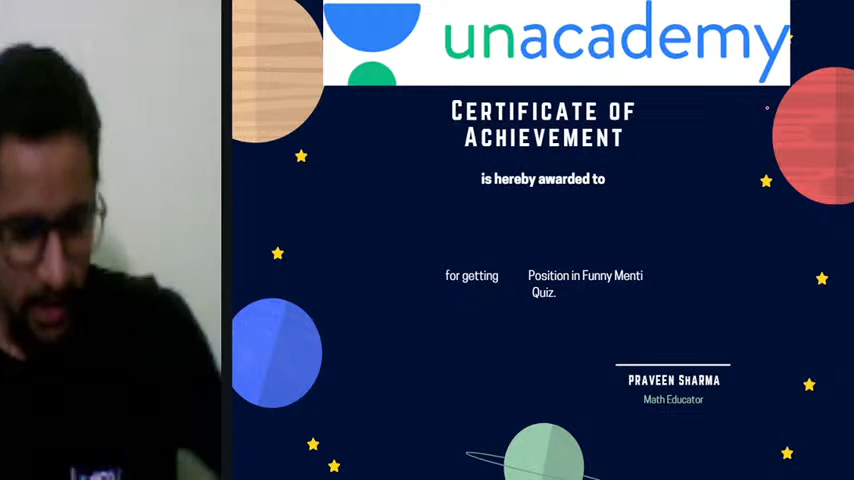 unacademy
CERTIFICATE OF
ACHIEVEMENT
is hereby awarded to
for getting Position in Funny Menti
Quiz.
PRAVEEN SHARMA
Math Educator